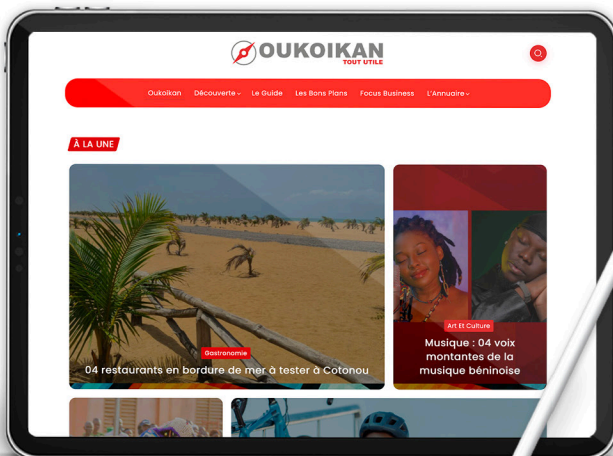 OUKOIKAN
TOUT UTILE
Oukoikan Découverte Le Guide Les Bons Plans Focus Business L'Annuaire
À LA UNE
Gastronomie
04 restaurants en bordure de mer à tester à Cotonou
Art Et Culture
Musique : 04 voix
montantes de la
musique béninoise